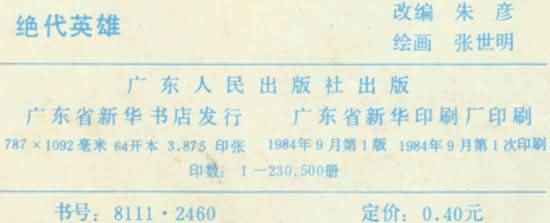 绝代英雄
改编 朱彦
绘画 张世明
广东人民出版社出版
广东省新华书店发行 广东省新华印刷厂印刷
787×1092毫米 64开本 3.875 印张 1984年9月第1版 1984年9月第1次印刷
印数: 1—230,500册
书号: 8111·2460 定价: 0.40元